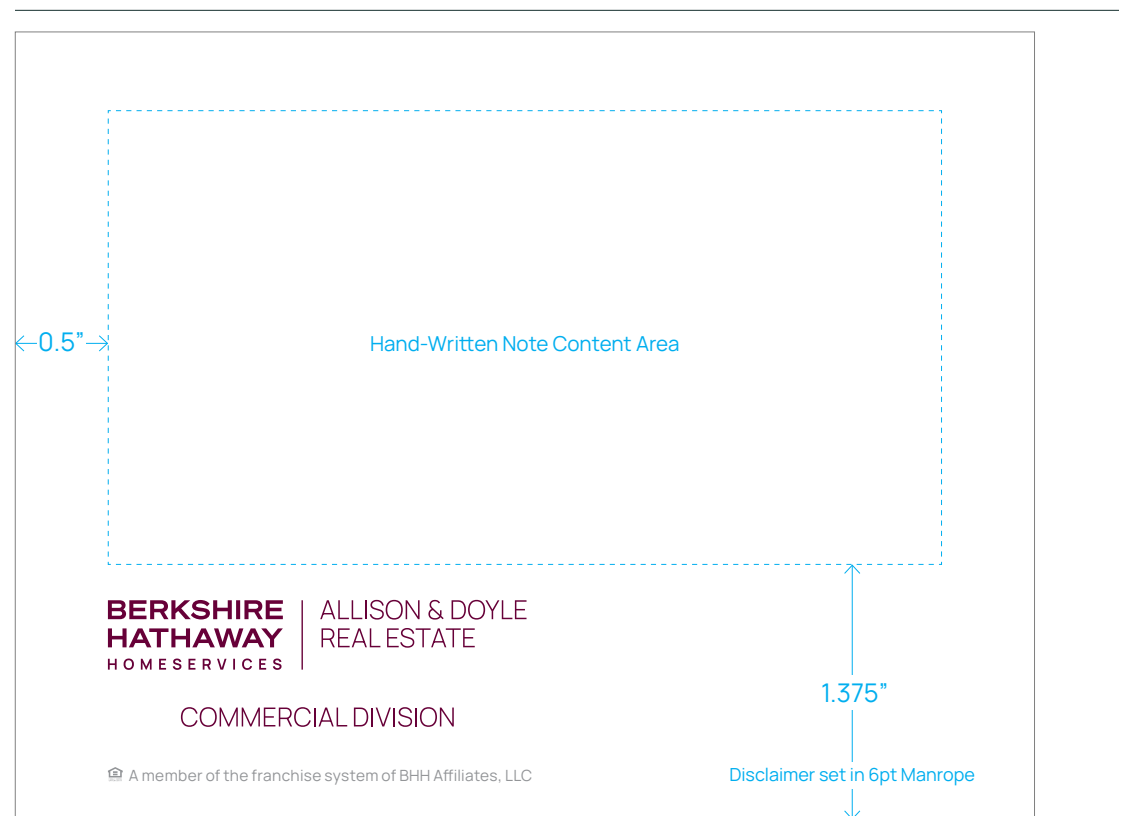 0.5”
Hand-Written Note Content Area
BERKSHIRE
HATHAWAY
HOMESERVICES
ALLISON & DOYLE
REAL ESTATE
1.375”
COMMERCIAL DIVISION
A member of the franchise system of BHH Affiliates, LLC
Disclaimer set in 6pt Manrope